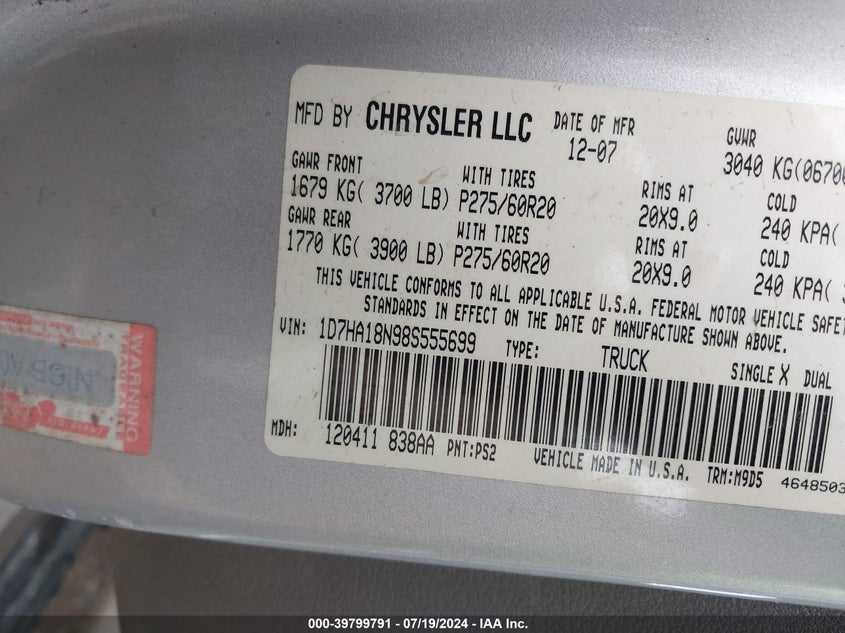 MFD BY CHRYSLER LLC DATE OF MFR GVWR
12-07 3040 KG(0670
GAWR FRONT WITH TIRES RIMS AT COLD
1679 KG( 3700 LB) P275/60R20 20X9.0 240 KPA(
GAWR REAR WITH TIRES RIMS AT COLD
1770 KG( 3900 LB) P275/60R20 20X9.0 240 KPA(
THIS VEHICLE CONFORMS TO ALL APPLICABLE U.S.A. FEDERAL MOTOR VEHICLE SAFET
STANDARDS IN EFFECT ON THE DATE OF MANUFACTURE SHOWN ABOVE.
VIN: 1D7HA18N98S555699 TYPE: TRUCK SINGLE X DUAL
MDH: 120411 838AA PNT:PS2 VEHICLE MADE IN U.S.A. TRM:M9D5 4648503
WARNING
000-39799791 - 07/19/2024 - IAA Inc.